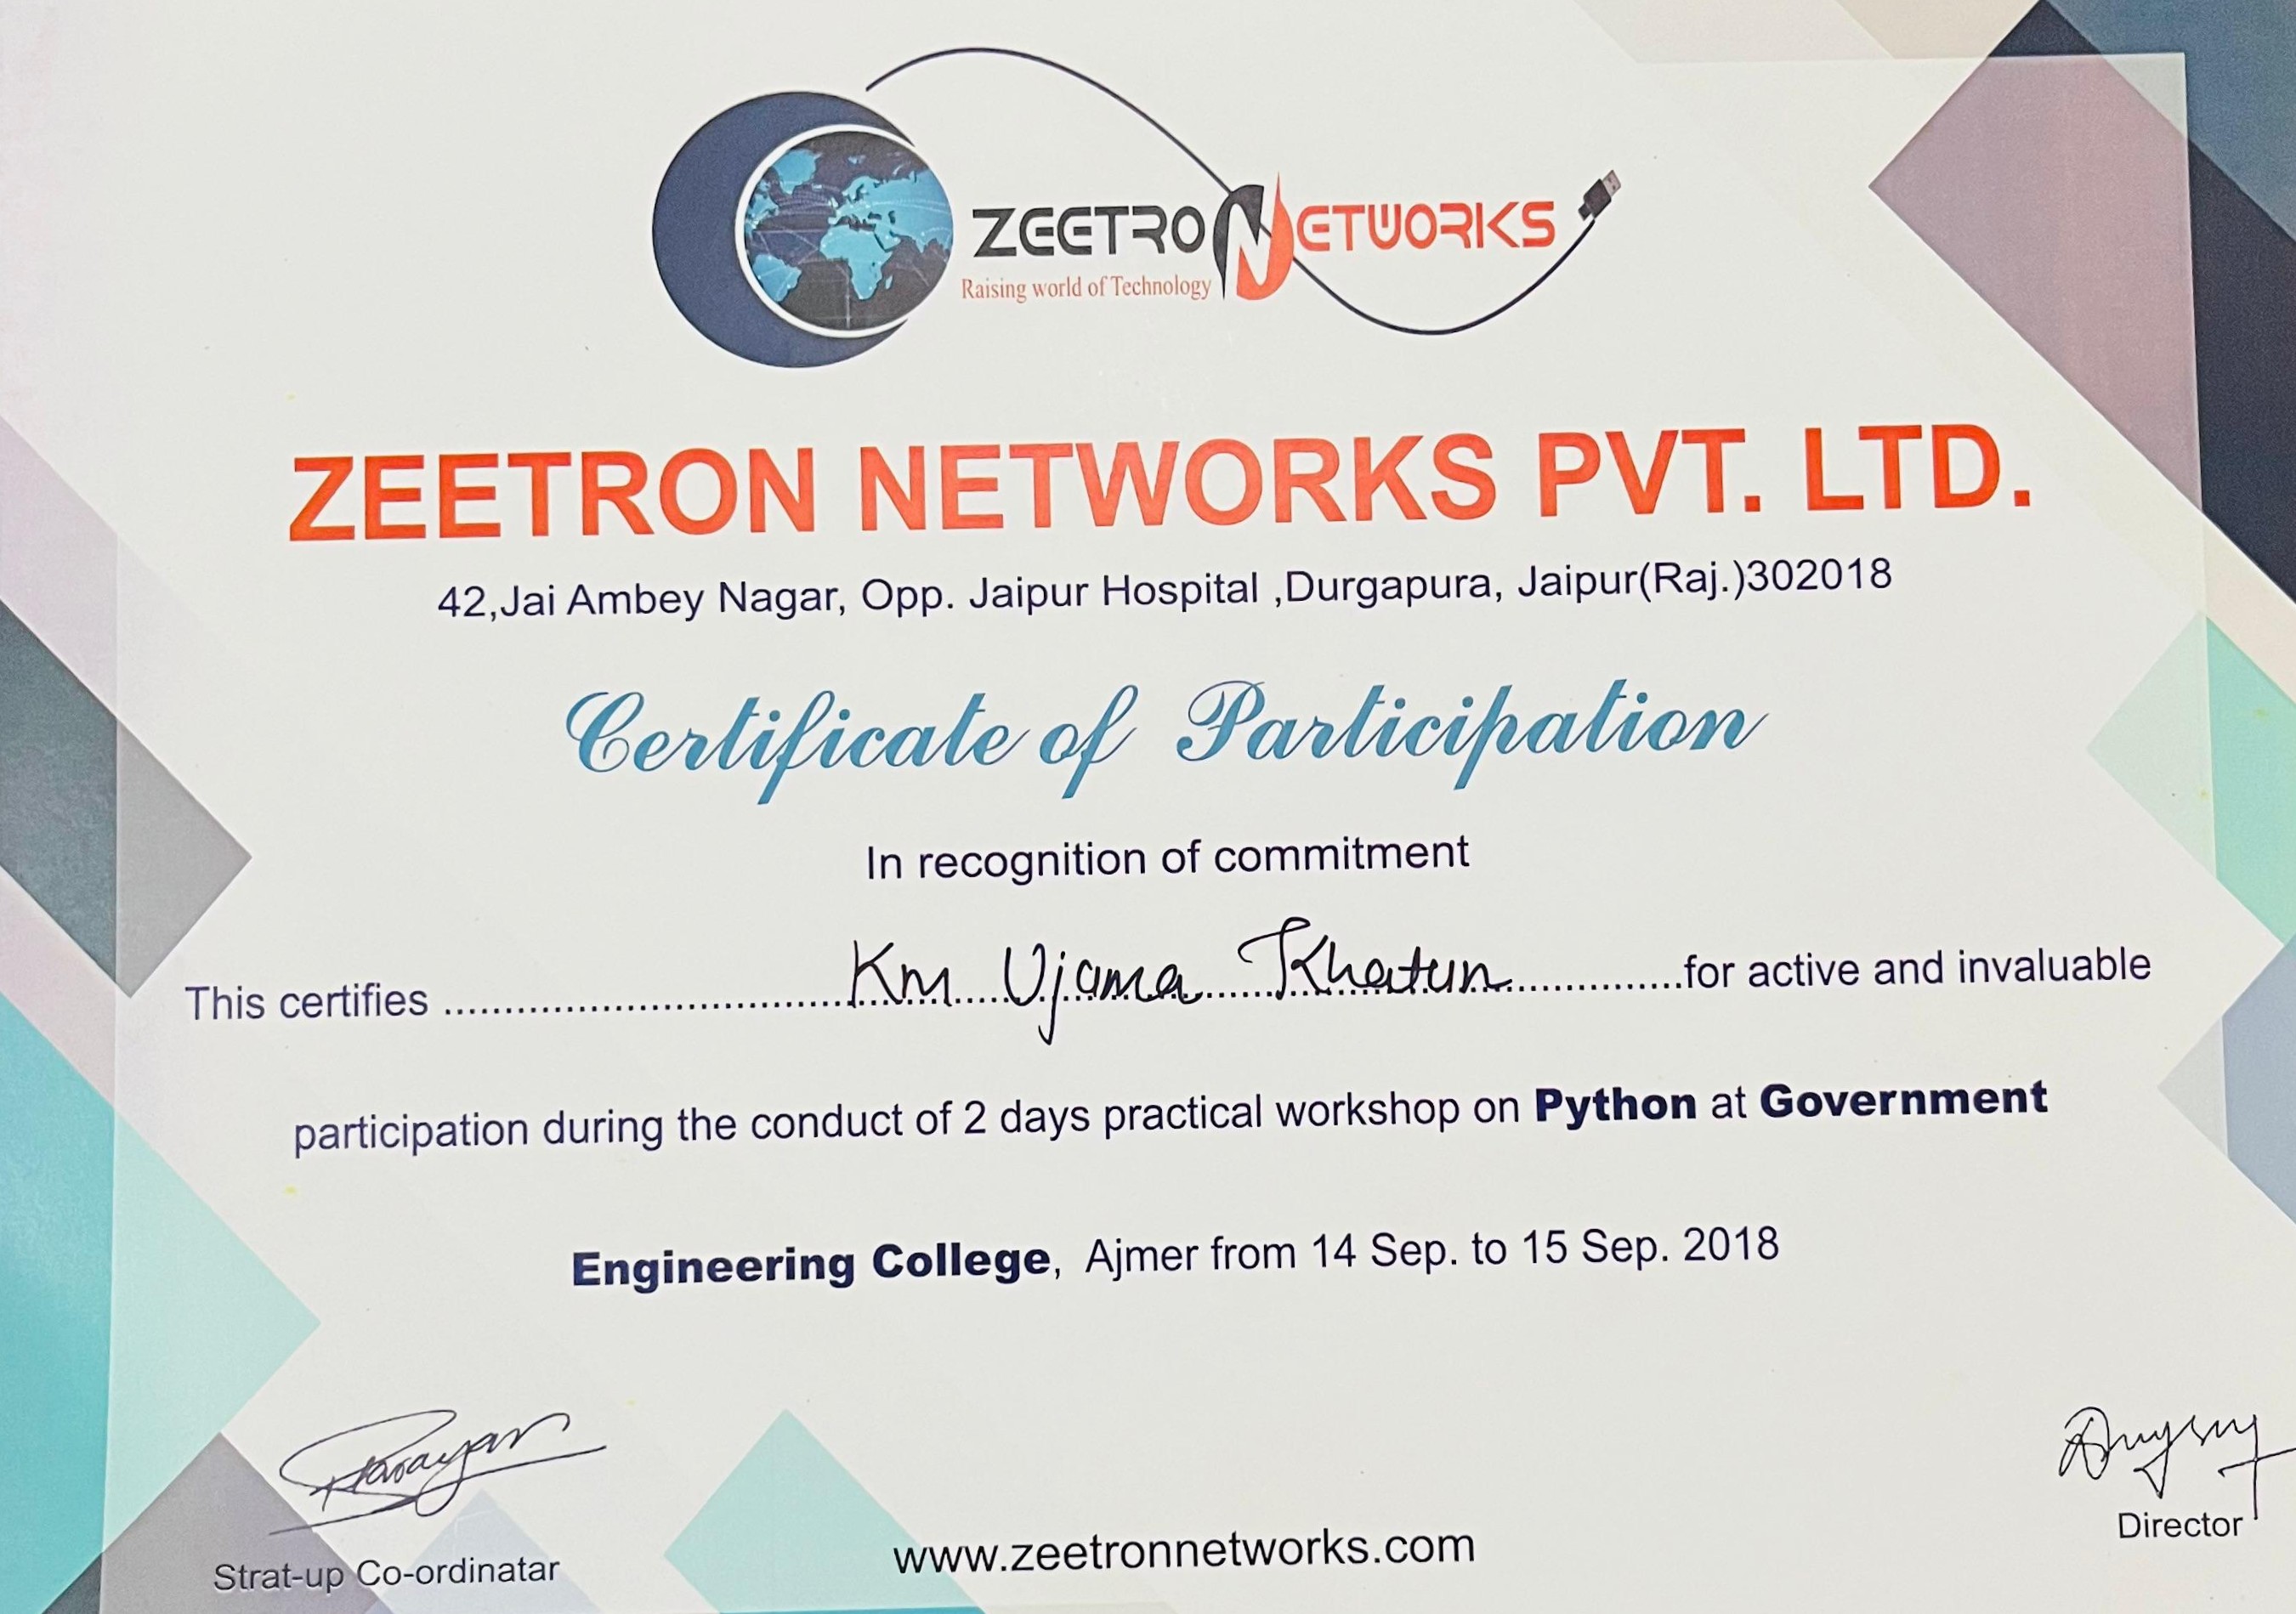 ZEETRON NETWORKS
Raising world of Technology
ZEETRON NETWORKS PVT. LTD.
42,Jai Ambey Nagar, Opp. Jaipur Hospital ,Durgapura, Jaipur(Raj.)302018
Certificate of Participation
In recognition of commitment
This certifies ................Km Ujama Khatun................for active and invaluable
participation during the conduct of 2 days practical workshop on Python at Government
Engineering College, Ajmer from 14 Sep. to 15 Sep. 2018
Strat-up Co-ordinatar
www.zeetronnetworks.com
Director